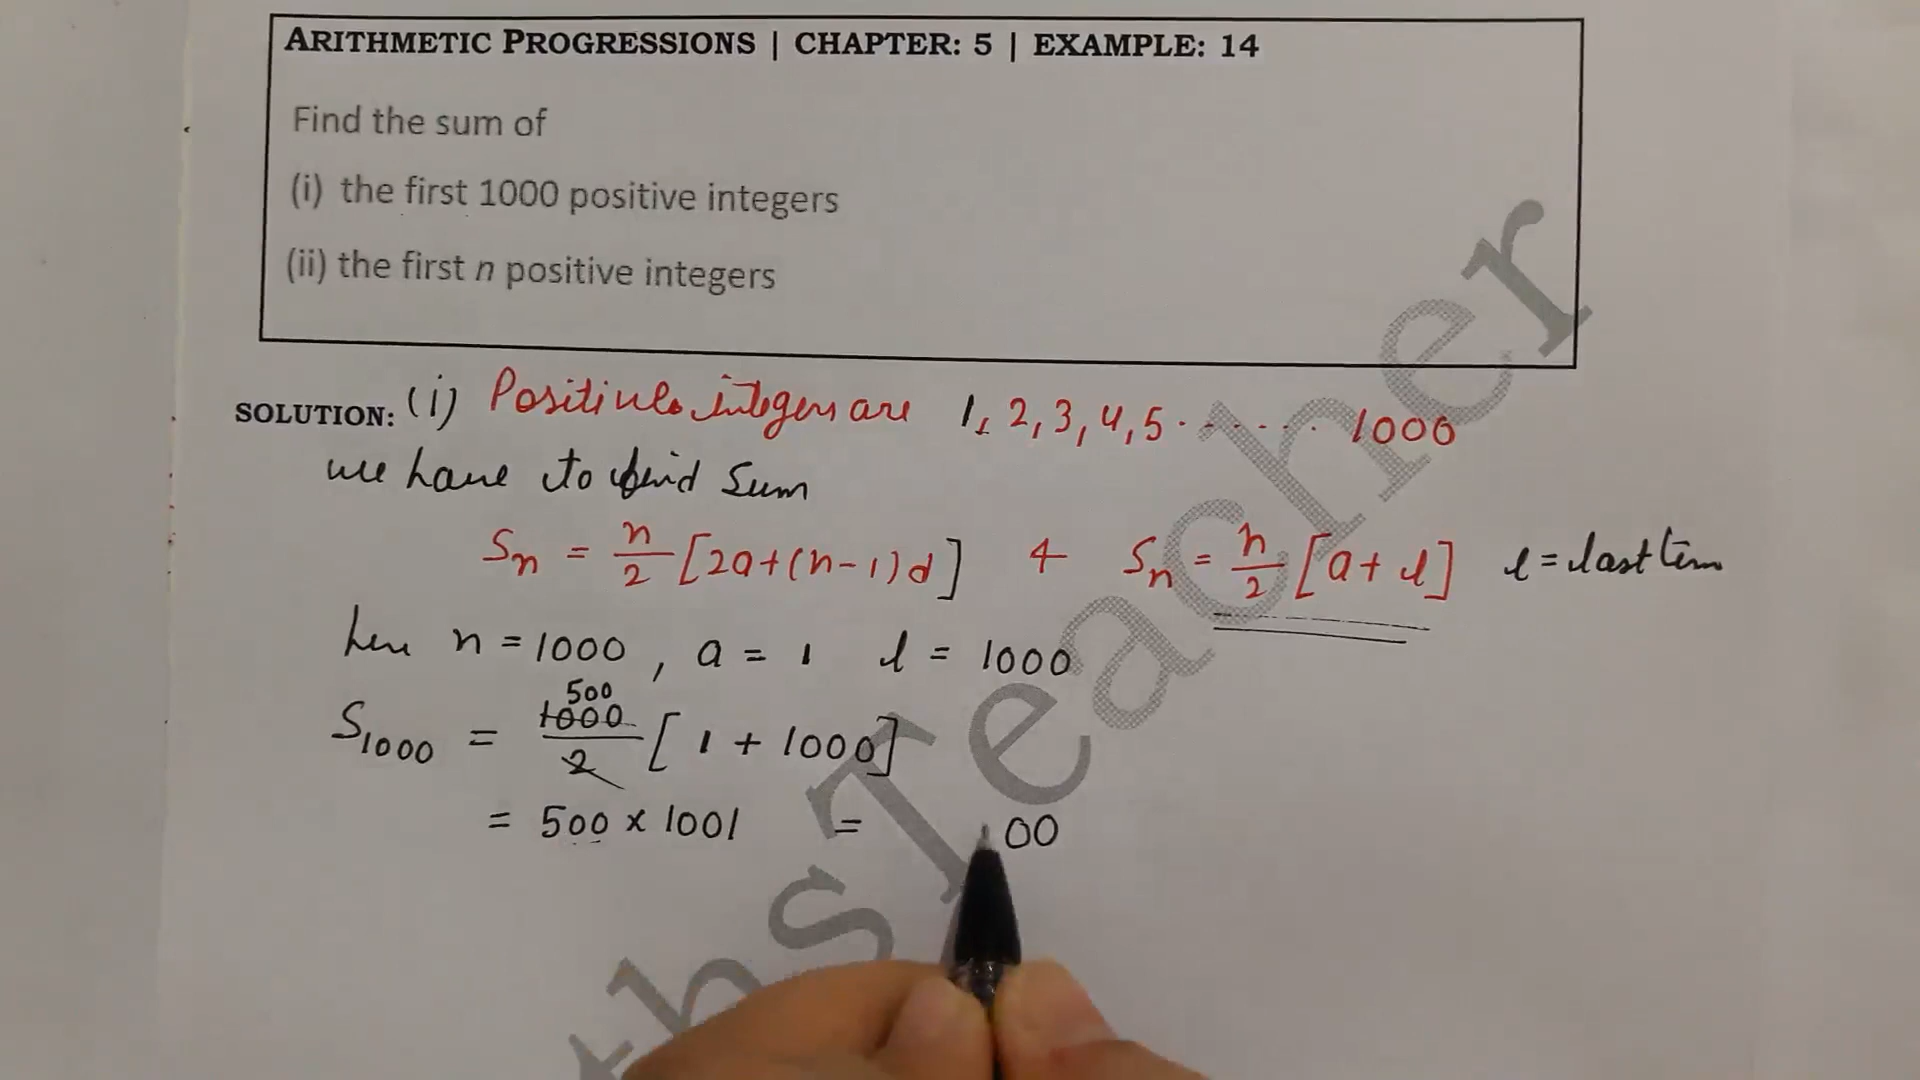 ARITHMETIC PROGRESSIONS | CHAPTER: 5 | EXAMPLE: 14
Find the sum of
(i) the first 1000 positive integers
(ii) the first n positive integers
SOLUTION: (i) Positive integers are 1, 2, 3, 4, 5 ....... 1000
we have to find Sum
Sn = n/2 [2a+(n-1)d] & Sn = n/2 [a+l] l = last term
here n = 1000, a = 1 l = 1000
500
S1000 = 1000/2 [1 + 1000]
= 500 × 1001 = 00
hsTeacher